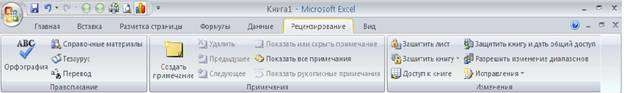 Книга1 - Microsoft Excel
Главная Вставка Разметка страницы Формулы Данные Рецензирование Вид
ABC Орфография
Справочные материалы
Тезаурус
Перевод
Правописание
Создать примечание
Удалить
Предыдущее
Следующее
Показать или скрыть примечание
Показать все примечания
Показать рукописные примечания
Примечания
Защитить лист
Защитить книгу
Доступ к книге
Защитить книгу и дать общий доступ
Разрешить изменение диапазонов
Исправления
Изменения